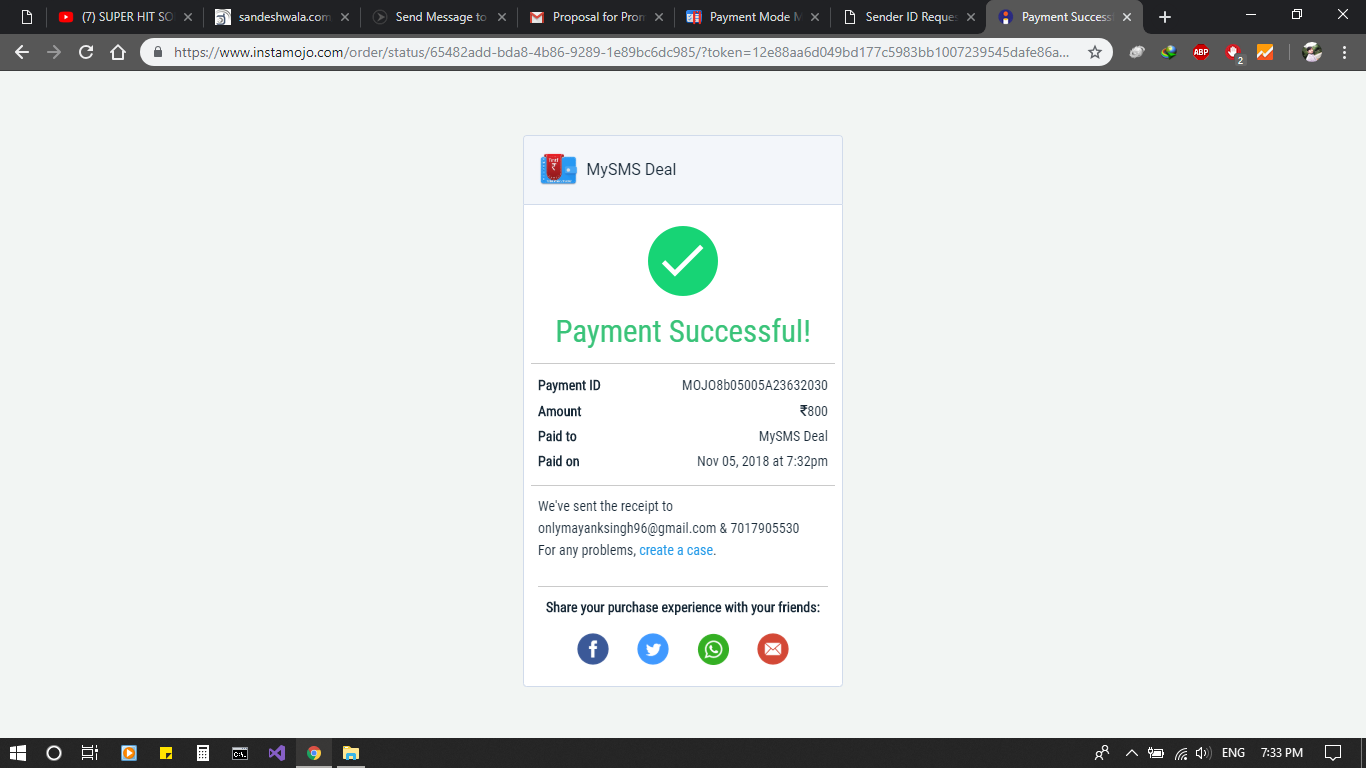 (7) SUPER HIT SO
sandeshwala.com
Send Message to
Proposal for Pron
Payment Mode M
Sender ID Reques
Payment Success
https://www.instamojo.com/order/status/65482add-bda8-4b86-9289-1e89bc6dc985/?token=12e88aa6d049bd177c5983bb1007239545dafe86a...
ABP
2
MySMS Deal
Payment Successful!
Payment ID MOJO8b05005A23632030
Amount ₹800
Paid to MySMS Deal
Paid on Nov 05, 2018 at 7:32pm
We've sent the receipt to
onlymayanksingh96@gmail.com & 7017905530
For any problems, create a case.
Share your purchase experience with your friends:
ENG 7:33 PM